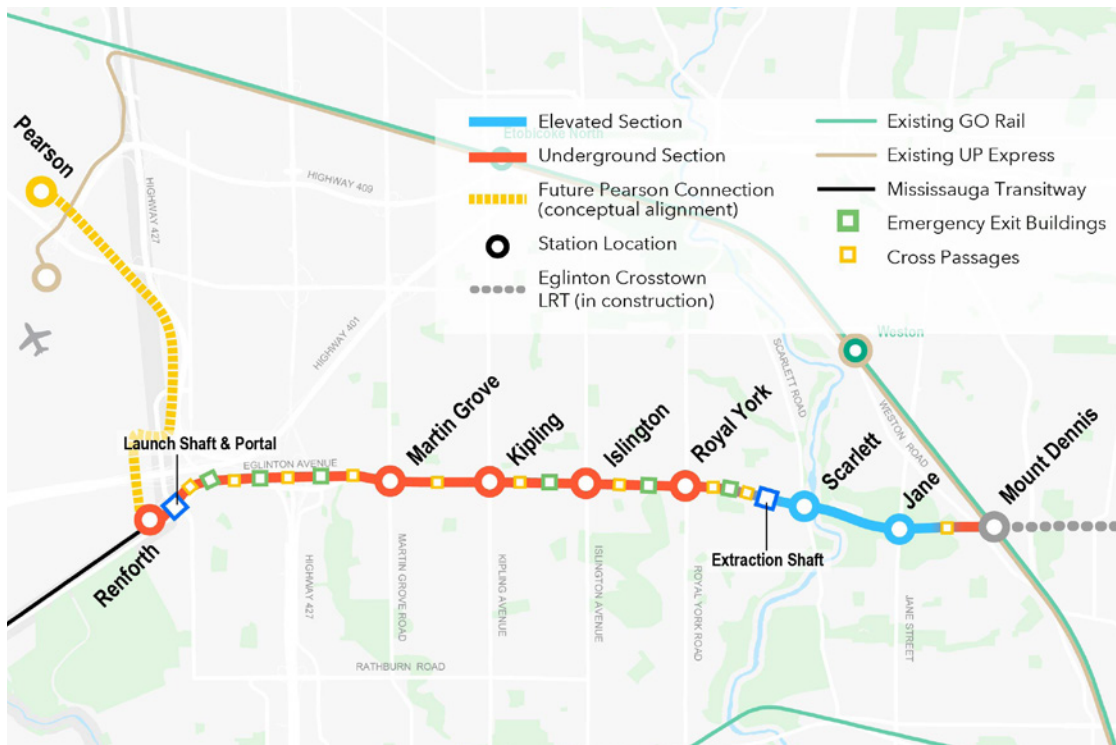 Pearson
HIGHWAY 427
HIGHWAY 409
HIGHWAY 401
Elevated Section
Etobicoke North
Underground Section
Future Pearson Connection
(conceptual alignment)
Station Location
Eglinton Crosstown
LRT (in construction)
Existing GO Rail
Existing UP Express
Mississauga Transitway
Emergency Exit Buildings
Cross Passages
Weston
SCARLETT ROAD
WESTON ROAD
Launch Shaft & Portal
EGLINTON AVENUE
Renforth
Martin Grove
Kipling
Islington
Royal York
Scarlett
Jane
Mount Dennis
Extraction Shaft
HIGHWAY 427
MARTIN GROVE ROAD
KIPLING AVENUE
ISLINGTON AVENUE
ROYAL YORK ROAD
JANE STREET
RATHBURN ROAD